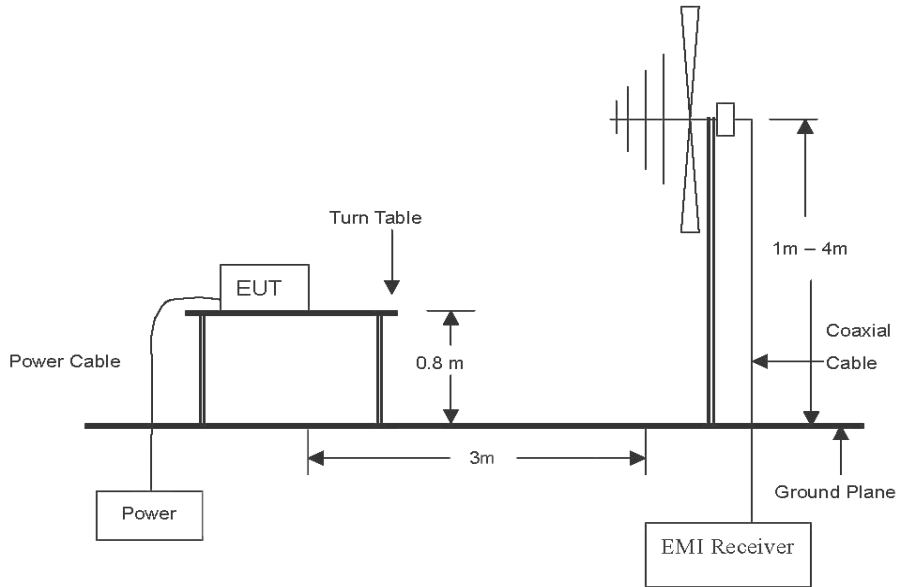 Turn Table
1m – 4m
EUT
Coaxial
Cable
Power Cable
0.8 m
3m
Ground Plane
Power
EMI Receiver